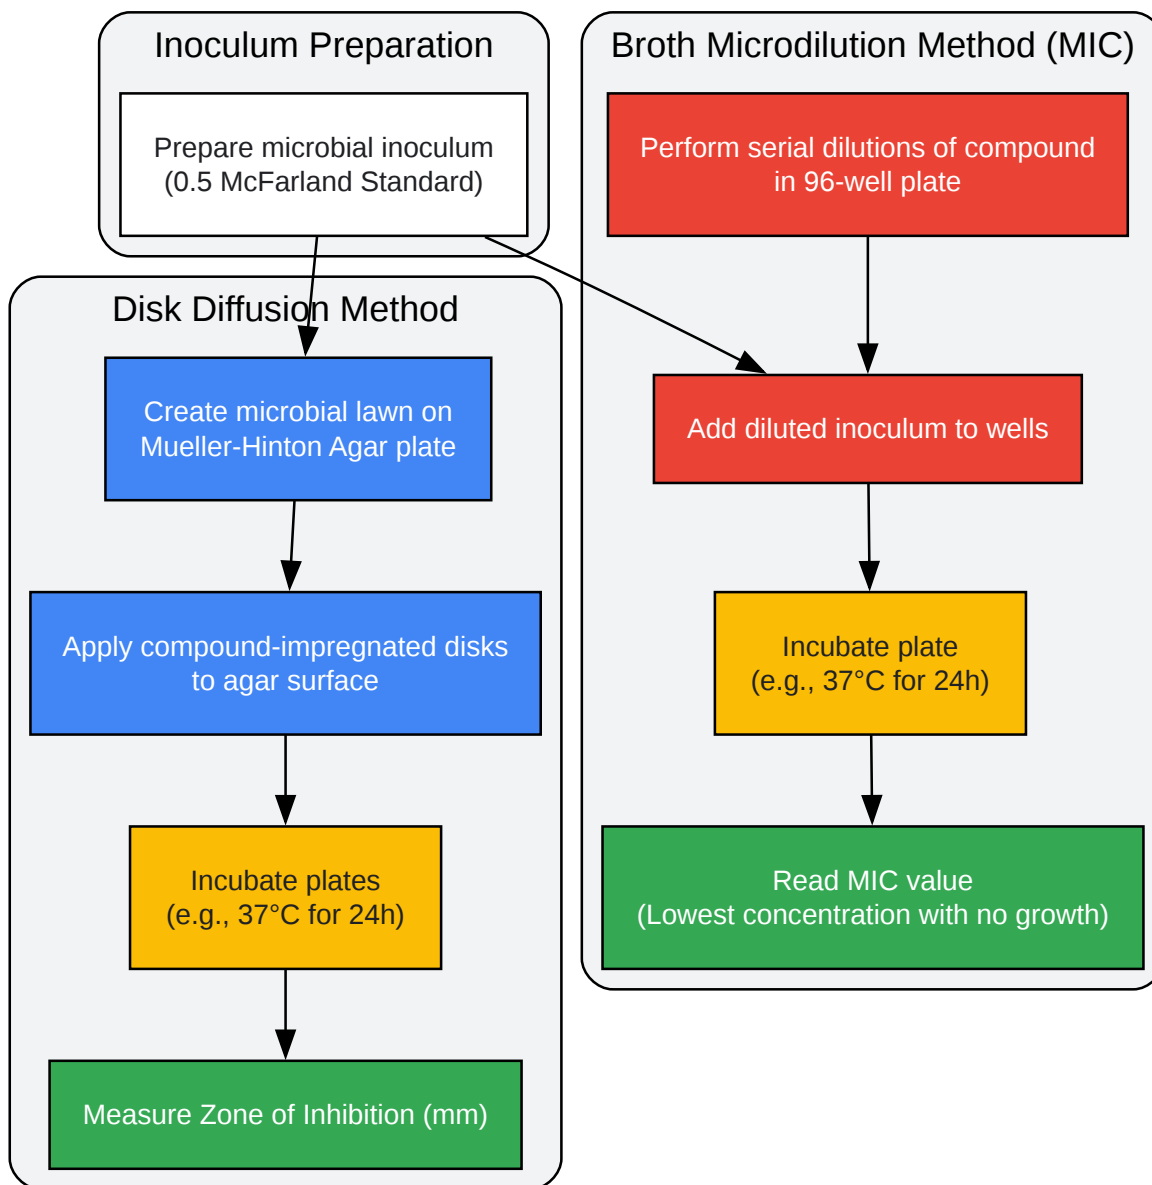 Inoculum Preparation
Prepare microbial inoculum
(0.5 McFarland Standard)
Disk Diffusion Method
Create microbial lawn on
Mueller-Hinton Agar plate
Apply compound-impregnated disks
to agar surface
Incubate plates
(e.g., 37°C for 24h)
Measure Zone of Inhibition (mm)
Broth Microdilution Method (MIC)
Perform serial dilutions of compound
in 96-well plate
Add diluted inoculum to wells
Incubate plate
(e.g., 37°C for 24h)
Read MIC value
(Lowest concentration with no growth)